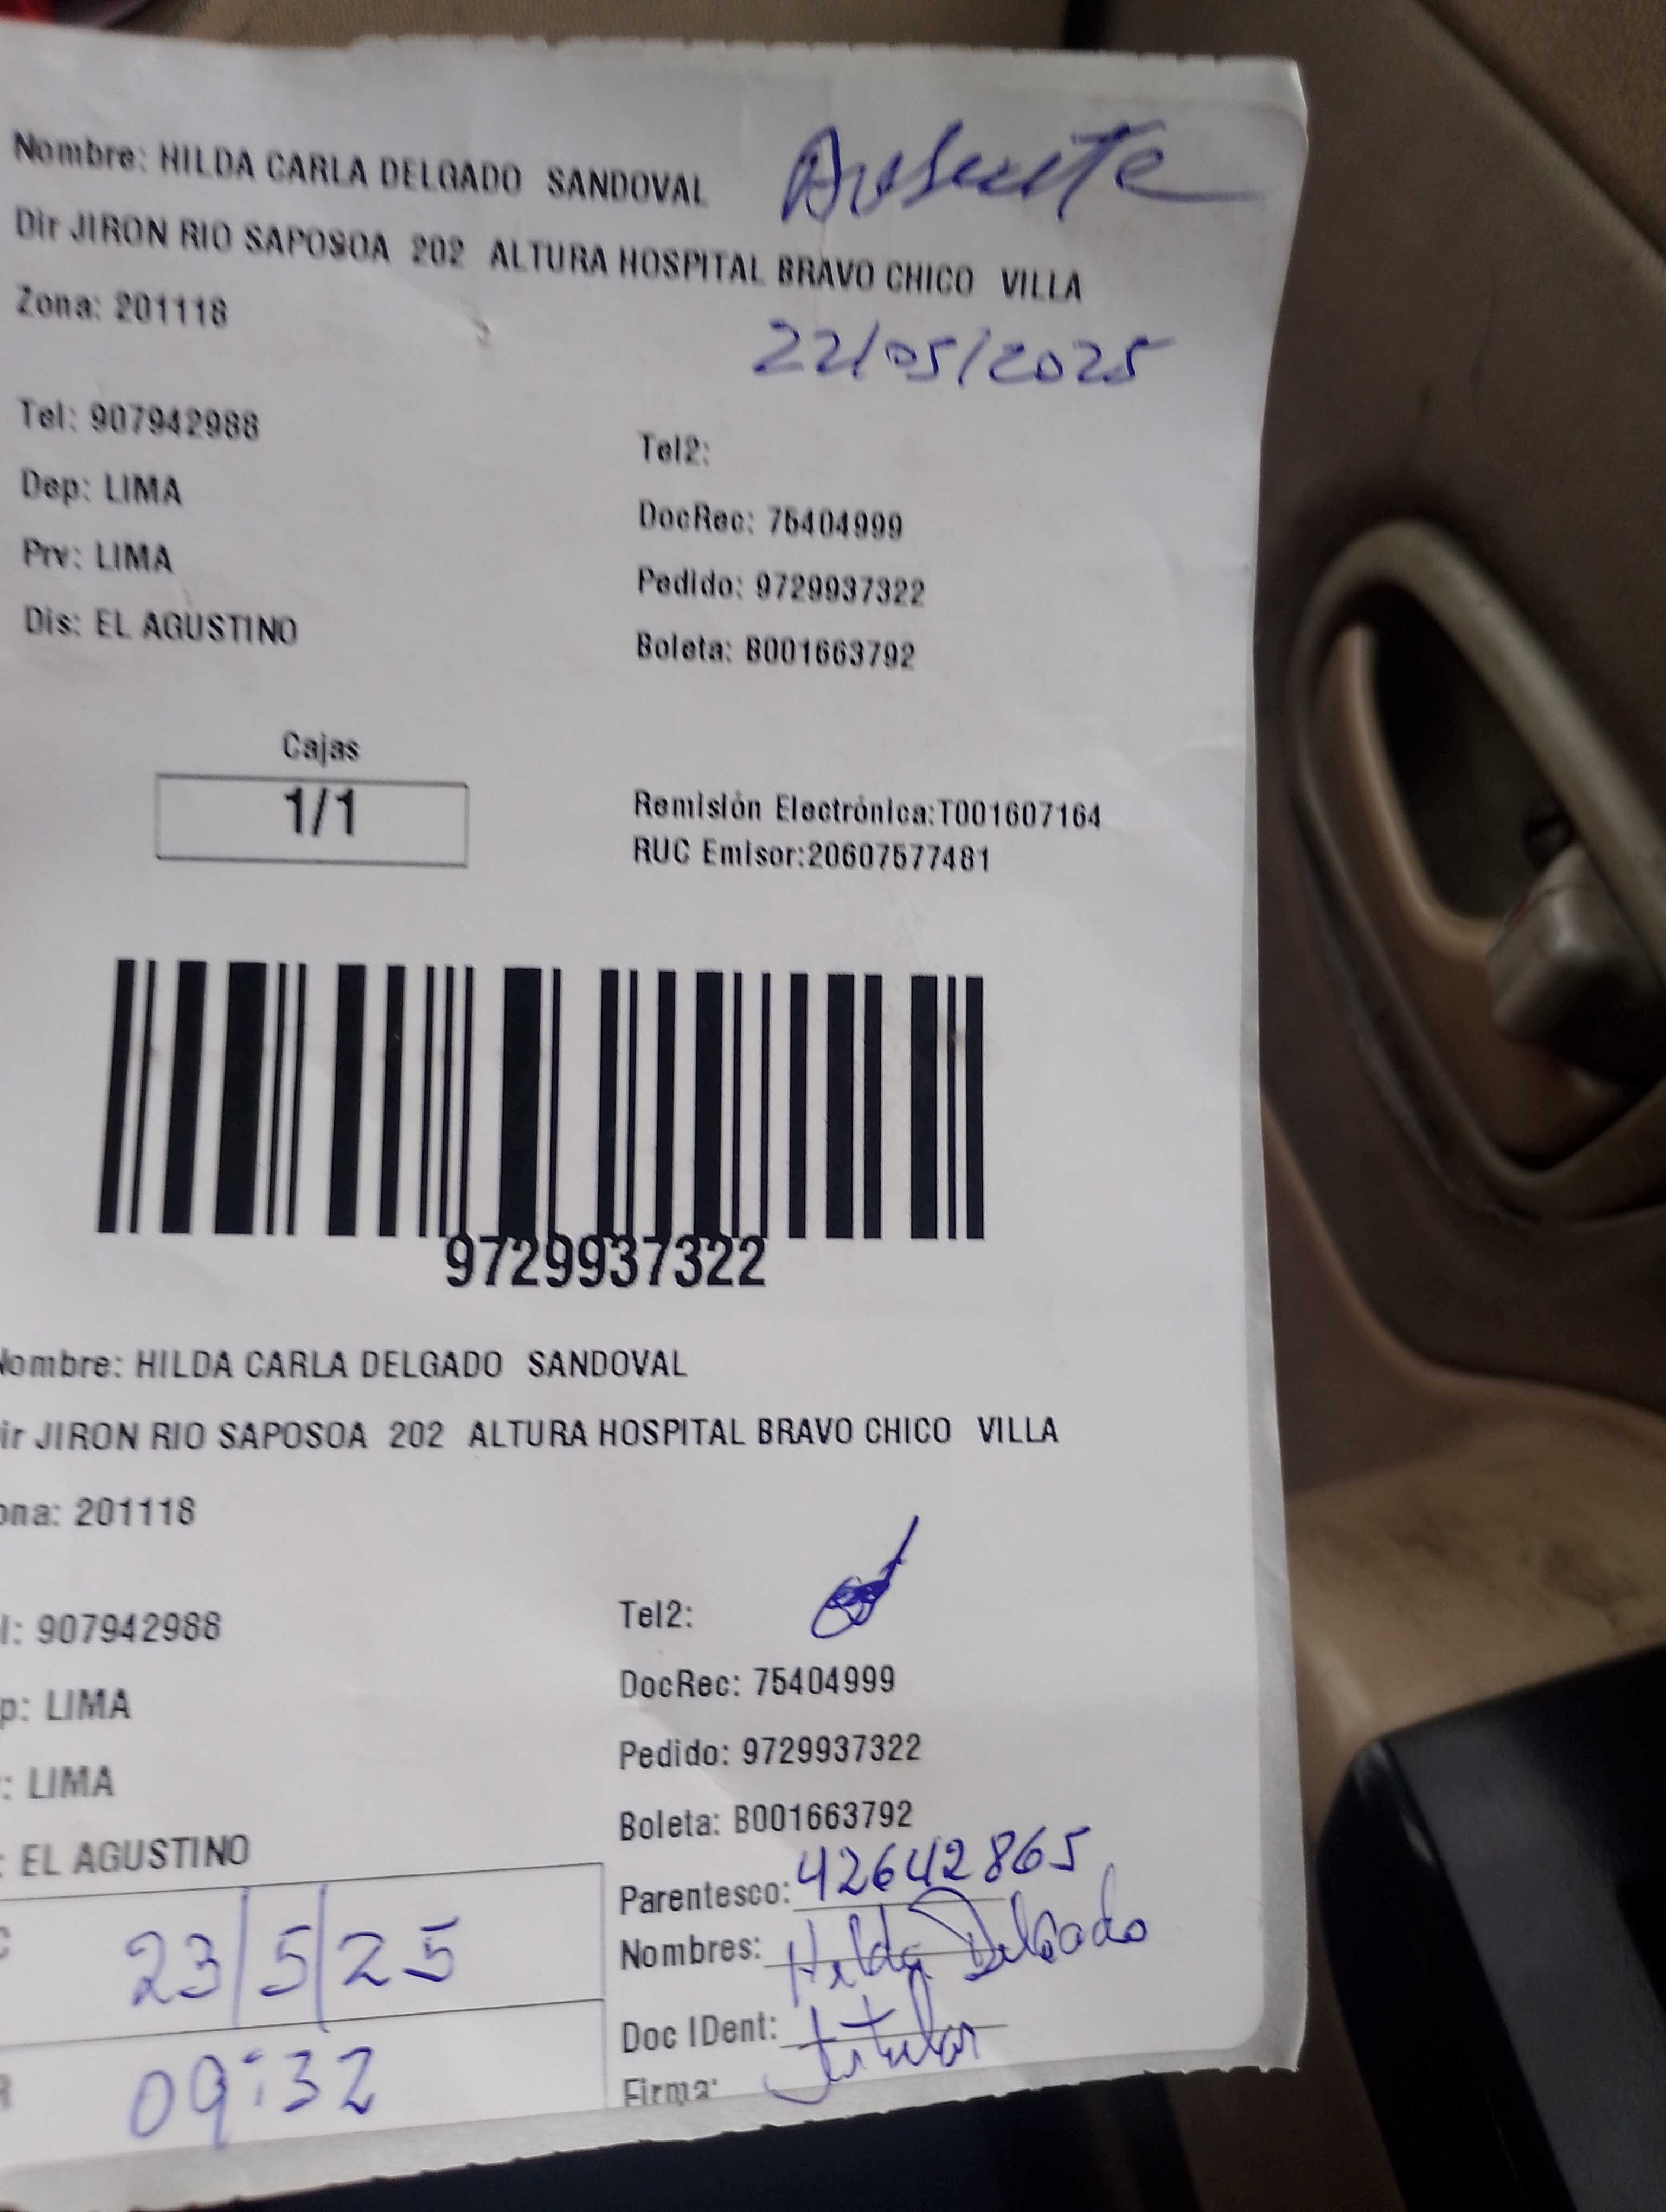 Nombre: HILDA CARLA DELGADO SANDOVAL
Ausente
Dir JIRON RIO SAPOSOA 202 ALTURA HOSPITAL BRAVO CHICO VILLA
Zona: 201118
22/05/2025
Tel: 907942988
Tel2:
Dep: LIMA
DocRec: 75404999
Prv: LIMA
Pedido: 9729937322
Dis: EL AGUSTINO
Boleta: B001663792
Cajas
1/1
Remisión Electrónica:T001607164
RUC Emisor:20607577481
9729937322
Nombre: HILDA CARLA DELGADO SANDOVAL
ir JIRON RIO SAPOSOA 202 ALTURA HOSPITAL BRAVO CHICO VILLA
ona: 201118
l: 907942988
Tel2:
DocRec: 75404999
p: LIMA
Pedido: 9729937322
: LIMA
Boleta: B001663792
: EL AGUSTINO
Parentesco: 42642865
23/5/25
Nombres: Hilda Delgado
Doc IDent: titular
09:32
Firma: